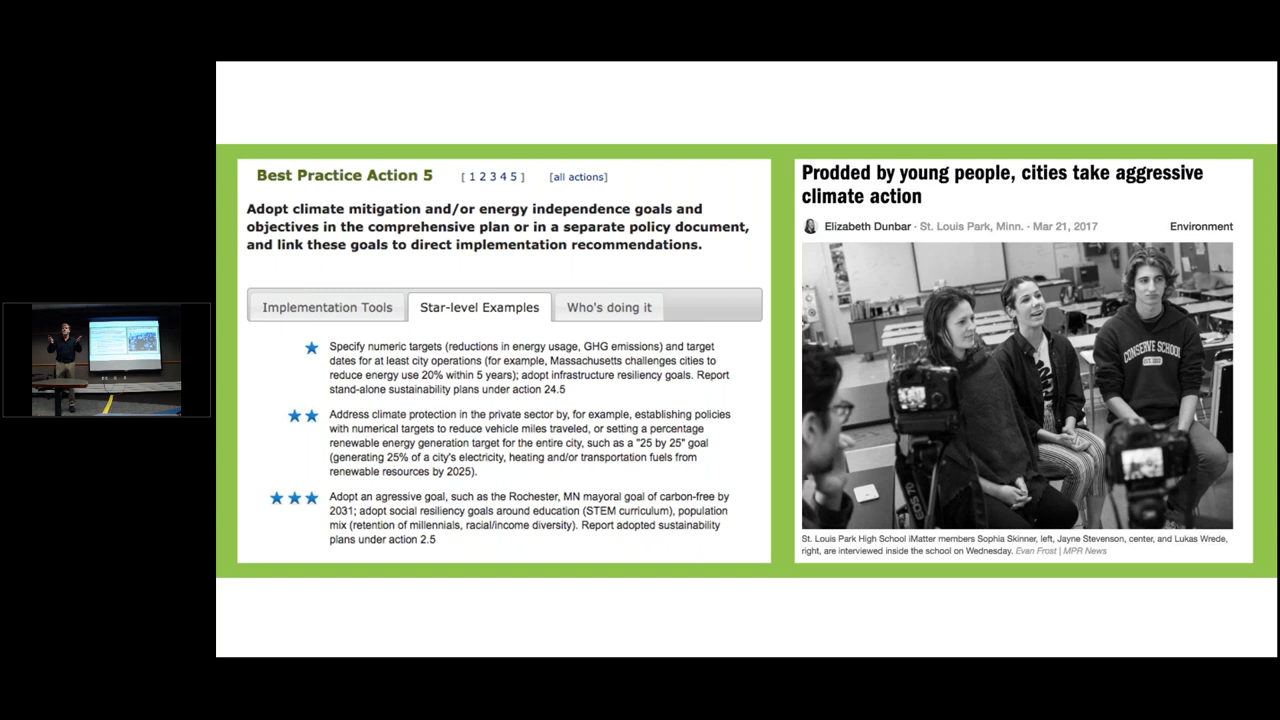 Best Practice Action 5 [ 1 2 3 4 5 ] [all actions]
Adopt climate mitigation and/or energy independence goals and
objectives in the comprehensive plan or in a separate policy document,
and link these goals to direct implementation recommendations.
Implementation Tools Star-level Examples Who's doing it
Specify numeric targets (reductions in energy usage, GHG emissions) and target
dates for at least city operations (for example, Massachusetts challenges cities to
reduce energy use 20% within 5 years); adopt infrastructure resiliency goals. Report
stand-alone sustainability plans under action 24.5
Address climate protection in the private sector by, for example, establishing policies
with numerical targets to reduce vehicle miles traveled, or setting a percentage
renewable energy generation target for the entire city, such as a "25 by 25" goal
(generating 25% of a city's electricity, heating and/or transportation fuels from
renewable resources by 2025).
Adopt an agressive goal, such as the Rochester, MN mayoral goal of carbon-free by
2031; adopt social resiliency goals around education (STEM curriculum), population
mix (retention of millennials, racial/income diversity). Report adopted sustainability
plans under action 2.5
Prodded by young people, cities take aggressive
climate action
Elizabeth Dunbar · St. Louis Park, Minn. · Mar 21, 2017 Environment
CONSERVE SCHOOL
EOS 70
St. Louis Park High School iMatter members Sophia Skinner, left, Jayne Stevenson, center, and Lukas Wrede,
right, are interviewed inside the school on Wednesday. Evan Frost | MPR News